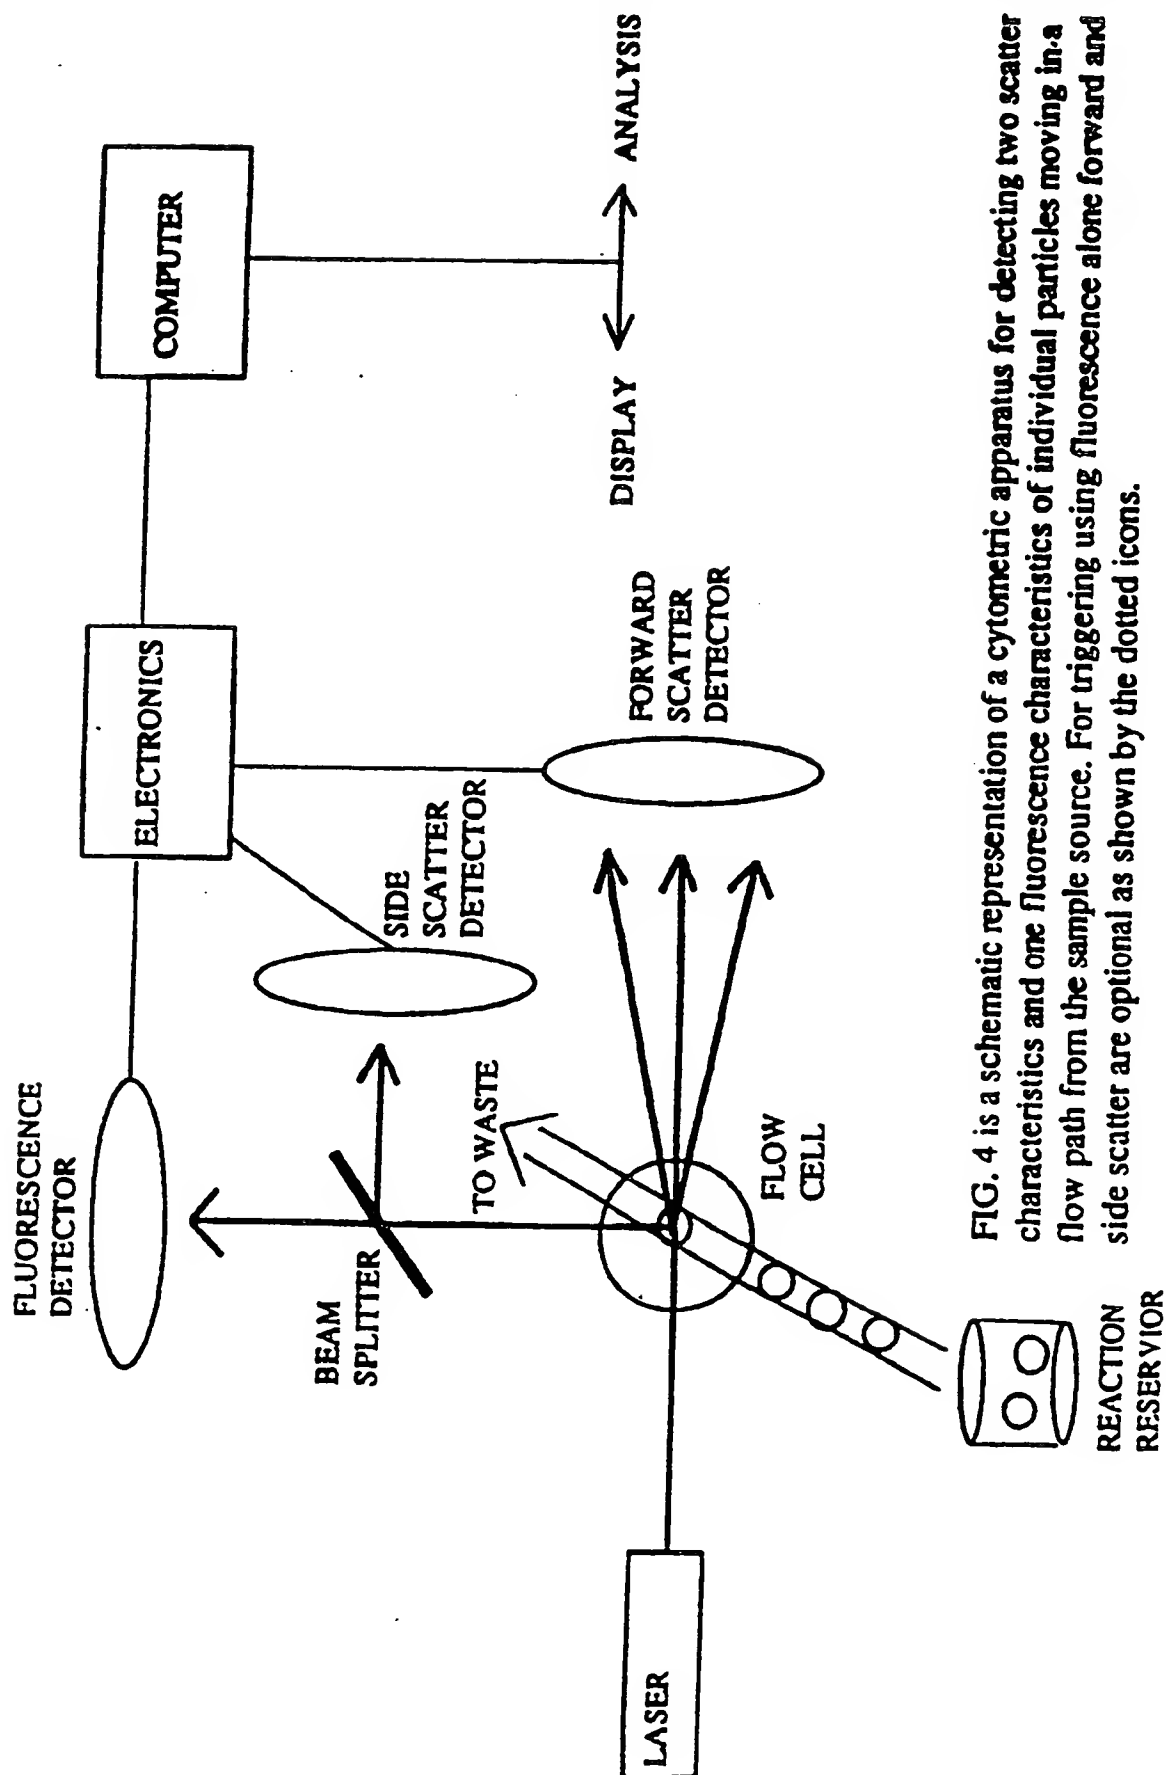 FLUORESCENCE
DETECTOR
ELECTRONICS
COMPUTER
BEAM
SPLITTER
SIDE
SCATTER
DETECTOR
TO WASTE
FORWARD
SCATTER
DETECTOR
DISPLAY
ANALYSIS
LASER
FLOW
CELL
REACTION
RESERVIOR
FIG. 4 is a schematic representation of a cytometric apparatus for detecting two scatter
characteristics and one fluorescence characteristics of individual particles moving in a
flow path from the sample source. For triggering using fluorescence alone forward and
side scatter are optional as shown by the dotted icons.